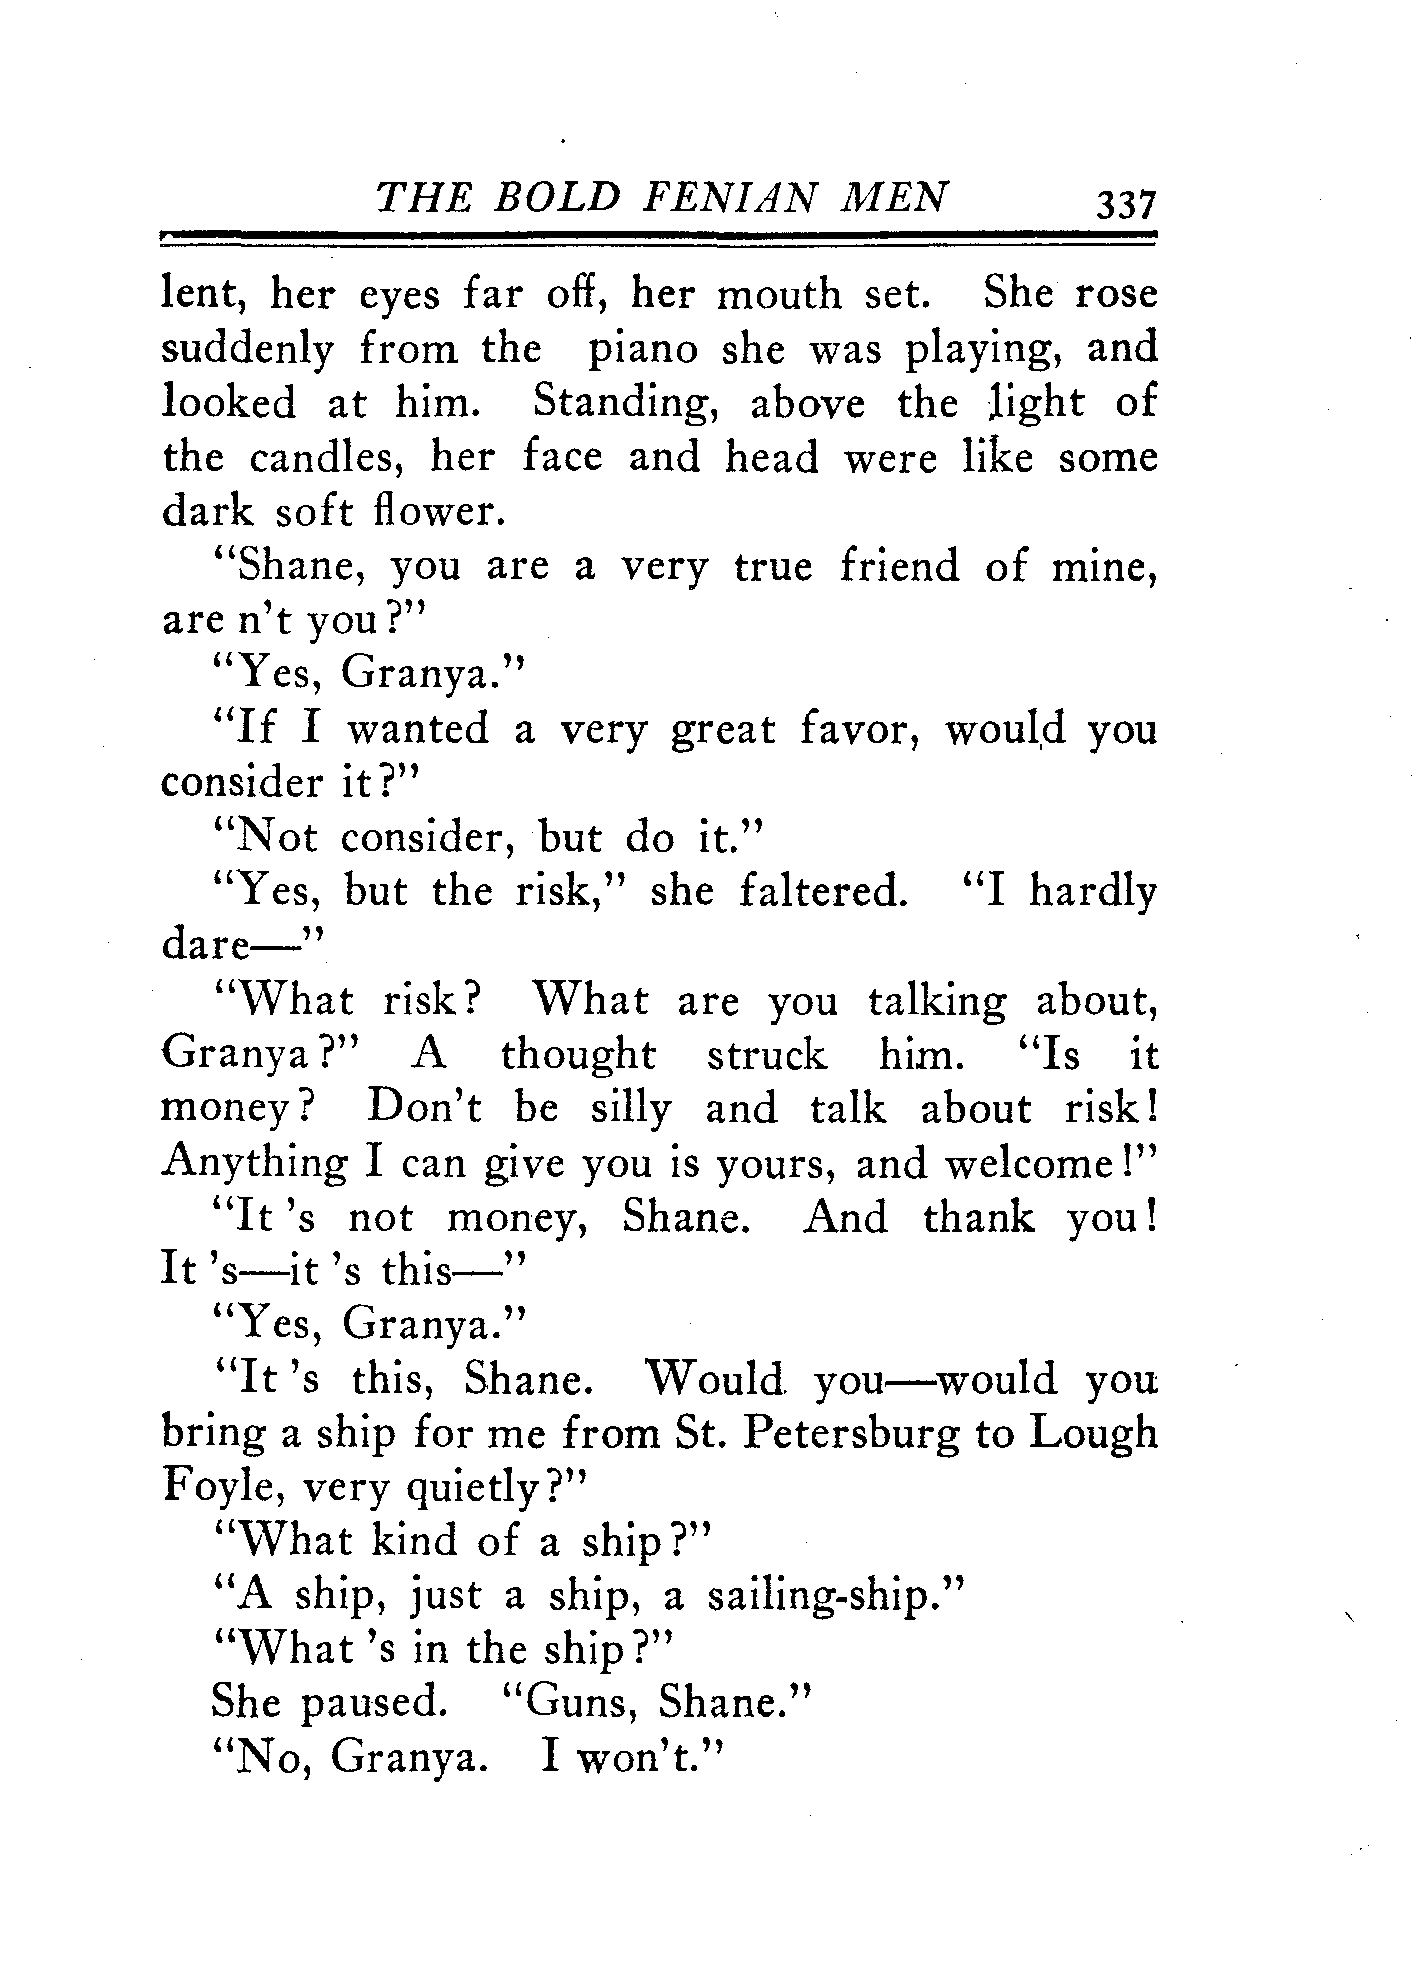 THE BOLD FENIAN MEN 337
lent, her eyes far off, her mouth set. She rose
suddenly from the piano she was playing, and
looked at him. Standing, above the light of
the candles, her face and head were like some
dark soft flower.
"Shane, you are a very true friend of mine,
are n't you?"
"Yes, Granya."
"If I wanted a very great favor, would you
consider it?"
"Not consider, but do it."
"Yes, but the risk," she faltered. "I hardly
dare—"
"What risk? What are you talking about,
Granya?" A thought struck him. "Is it
money? Don't be silly and talk about risk!
Anything I can give you is yours, and welcome!"
"It 's not money, Shane. And thank you!
It 's—it 's this—"
"Yes, Granya."
"It 's this, Shane. Would you—would you
bring a ship for me from St. Petersburg to Lough
Foyle, very quietly?"
"What kind of a ship?"
"A ship, just a ship, a sailing-ship."
"What 's in the ship?"
She paused. "Guns, Shane."
"No, Granya. I won't."